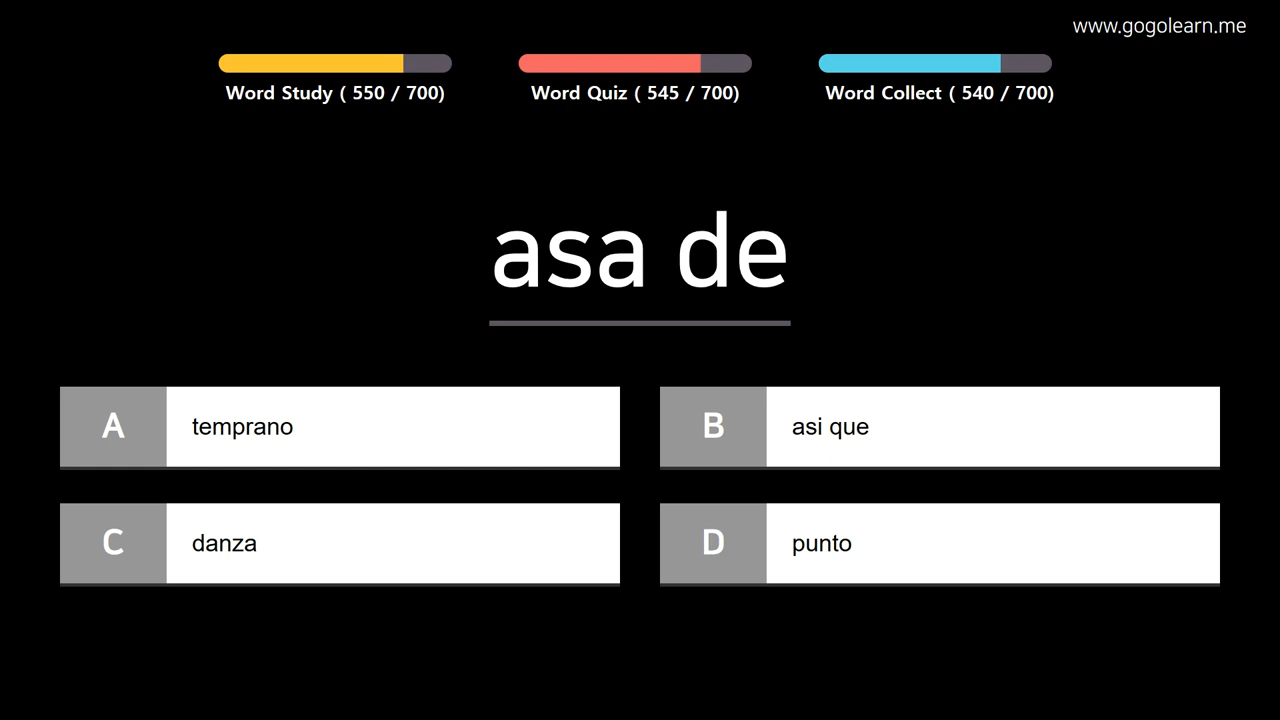 www.gogolearn.me
Word Study ( 550 / 700)
Word Quiz ( 545 / 700)
Word Collect ( 540 / 700)
asa de
A temprano
B asi que
C danza
D punto